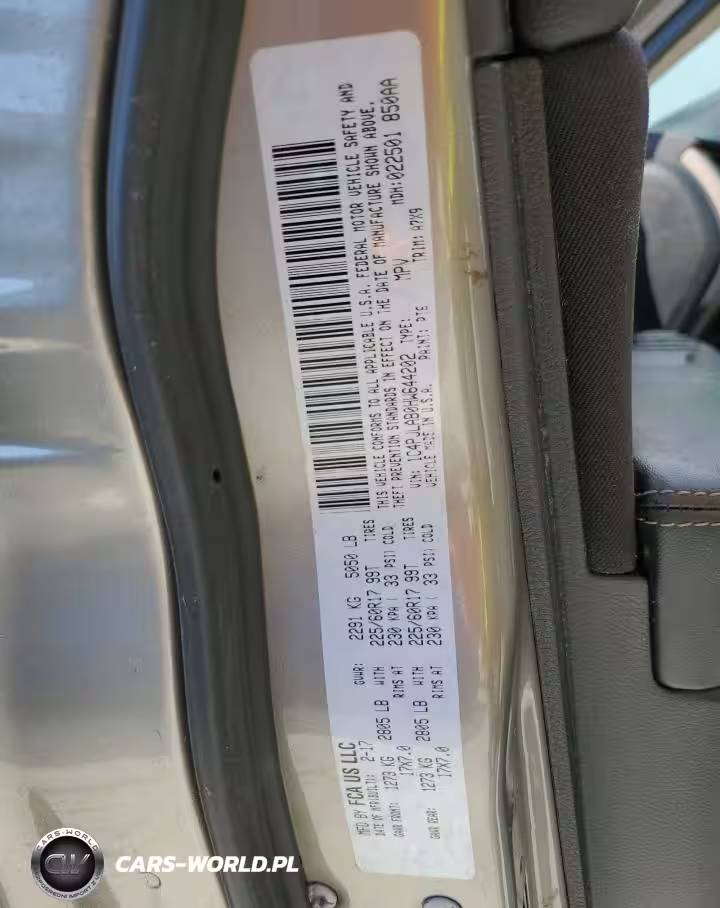 MFD BY FCA US LLC
DATE OF MFR(BUILT): 2-17 GVWR: 2291 KG 5050 LB
GAWR FRONT: 1273 KG 2805 LB WITH 225/60R17 99T TIRES
17X7.0 RIMS AT 230 KPA ( 33 PSI) COLD
GAWR REAR: 1273 KG 2805 LB WITH 225/60R17 99T TIRES
17X7.0 RIMS AT 230 KPA ( 33 PSI) COLD
THIS VEHICLE CONFORMS TO ALL APPLICABLE U.S.A. FEDERAL MOTOR VEHICLE SAFETY AND
THEFT PREVENTION STANDARDS IN EFFECT ON THE DATE OF MANUFACTURE SHOWN ABOVE.
VIN: 1C4PJLAB0HW644202 TYPE: MPV MDH:022501 850AA
VEHICLE MADE IN U.S.A. PAINT: TRIM: A7X9
CARS-WORLD
CW
CARS-WORLD.PL